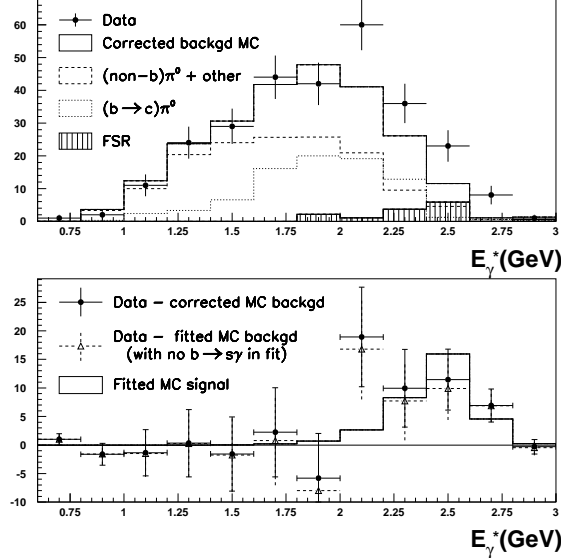 60
Data
50
Corrected backgd MC
40
(non−b)π⁰ + other
30
(b→c)π⁰
20
FSR
10
0
0.75 1 1.25 1.5 1.75 2 2.25 2.5 2.75 3
E*γ(GeV)
25
Data − corrected MC backgd
20
Data − fitted MC backgd
(with no b→sγ in fit)
15
Fitted MC signal
10
5
0
-5
-10
0.75 1 1.25 1.5 1.75 2 2.25 2.5 2.75 3
E*γ(GeV)